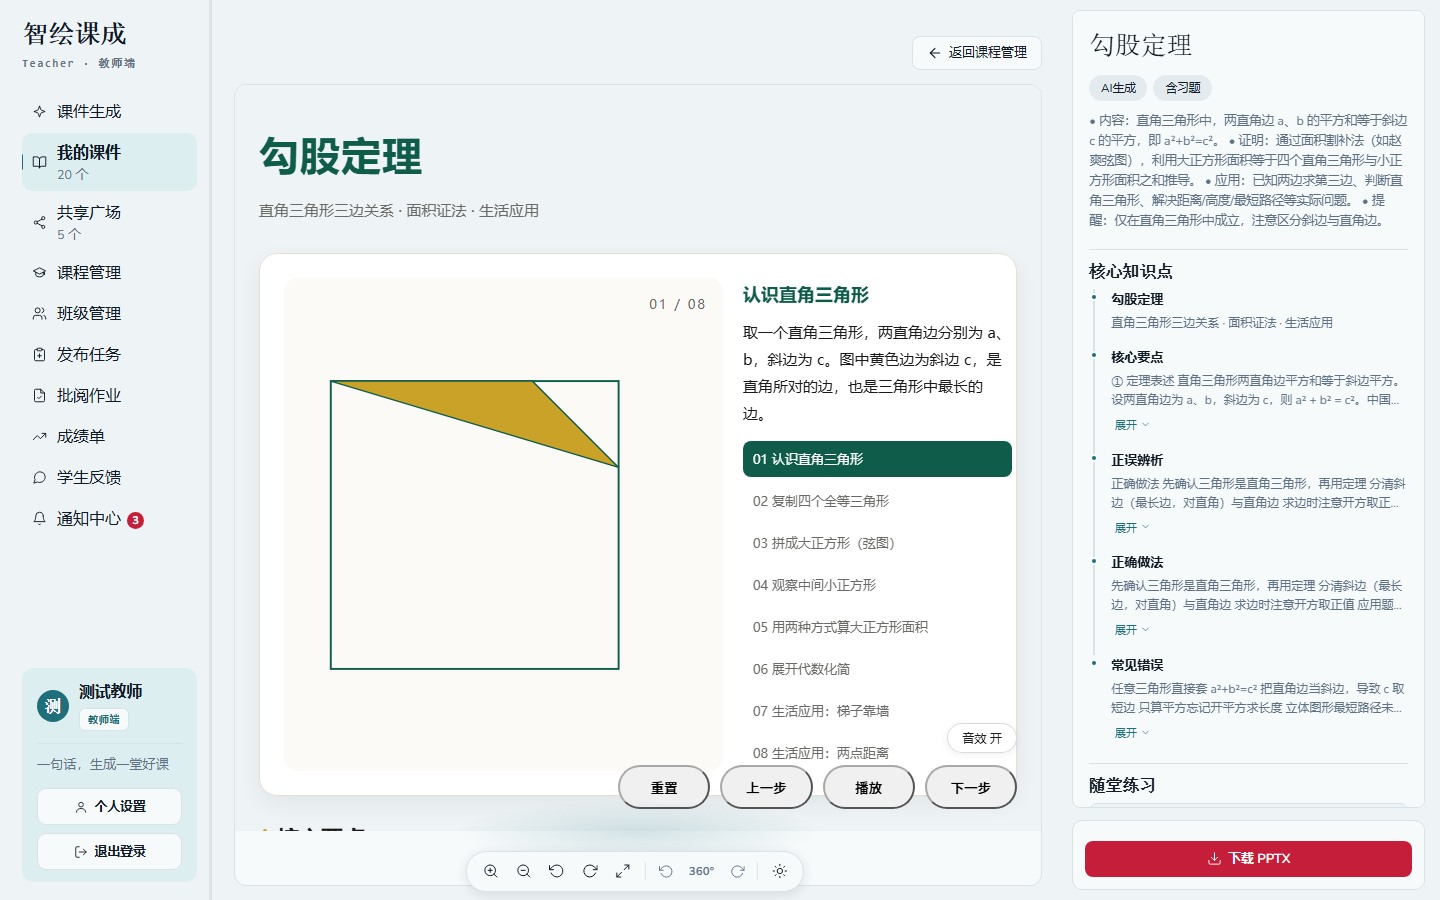 智绘课成
Teacher · 教师端
课件生成
我的课件
20 个
共享广场
5 个
课程管理
班级管理
发布任务
批阅作业
成绩单
学生反馈
通知中心 3
测
测试教师
教师端
一句话，生成一堂好课
个人设置
退出登录
返回课程管理
勾股定理
直角三角形三边关系 · 面积证法 · 生活应用
01 / 08
认识直角三角形
取一个直角三角形，两直角边分别为 a、
b，斜边为 c。图中黄色边为斜边 c，是
直角所对的边，也是三角形中最长的
边。
01 认识直角三角形
02 复制四个全等三角形
03 拼成大正方形（弦图）
04 观察中间小正方形
05 用两种方式算大正方形面积
06 展开代数化简
07 生活应用：梯子靠墙
08 生活应用：两点距离
音效 开
重置
上一步
播放
下一步
360°
勾股定理
AI生成
含习题
● 内容：直角三角形中，两直角边 a、b 的平方和等于斜边
c 的平方，即 a²+b²=c²。 ● 证明：通过面积割补法（如赵
爽弦图），利用大正方形面积等于四个直角三角形与小正
方形面积之和推导。 ● 应用：已知两边求第三边、判断直
角三角形、解决距离/高度/最短路径等实际问题。 ● 提
醒：仅在直角三角形中成立，注意区分斜边与直角边。
核心知识点
勾股定理
直角三角形三边关系 · 面积证法 · 生活应用
核心要点
① 定理表述 直角三角形两直角边平方和等于斜边平方。
设两直角边为 a、b，斜边为 c，则 a² + b² = c²。中国...
展开
正误辨析
正确做法 先确认三角形是直角三角形，再用定理 分清斜
边（最长边，对直角）与直角边 求边时注意开方取正...
展开
正确做法
先确认三角形是直角三角形，再用定理 分清斜边（最长
边，对直角）与直角边 求边时注意开方取正值 应用题...
展开
常见错误
任意三角形直接套 a²+b²=c² 把直角边当斜边，导致 c 取
短边 只算平方忘记开平方求长度 立体图形最短路径未...
展开
随堂练习
下载 PPTX